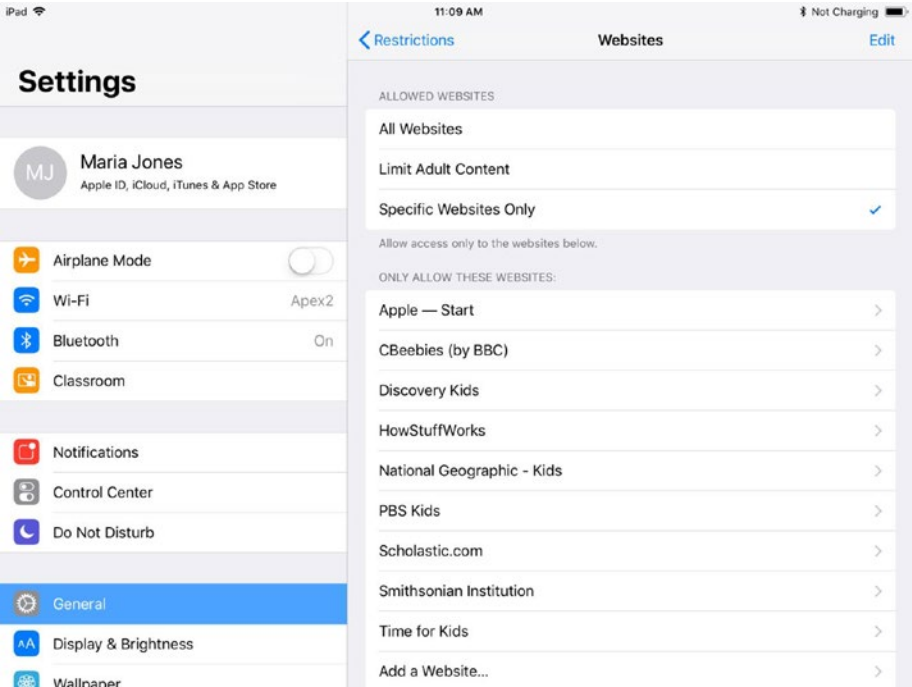 iPad
11:09 AM
Not Charging
Settings
MJ
Maria Jones
Apple ID, iCloud, iTunes & App Store
Airplane Mode
Wi-Fi Apex2
Bluetooth On
Classroom
Notifications
Control Center
Do Not Disturb
General
AA Display & Brightness
Wallpaper
Restrictions Websites Edit
ALLOWED WEBSITES
All Websites
Limit Adult Content
Specific Websites Only
Allow access only to the websites below.
ONLY ALLOW THESE WEBSITES:
Apple — Start
CBeebies (by BBC)
Discovery Kids
HowStuffWorks
National Geographic - Kids
PBS Kids
Scholastic.com
Smithsonian Institution
Time for Kids
Add a Website...